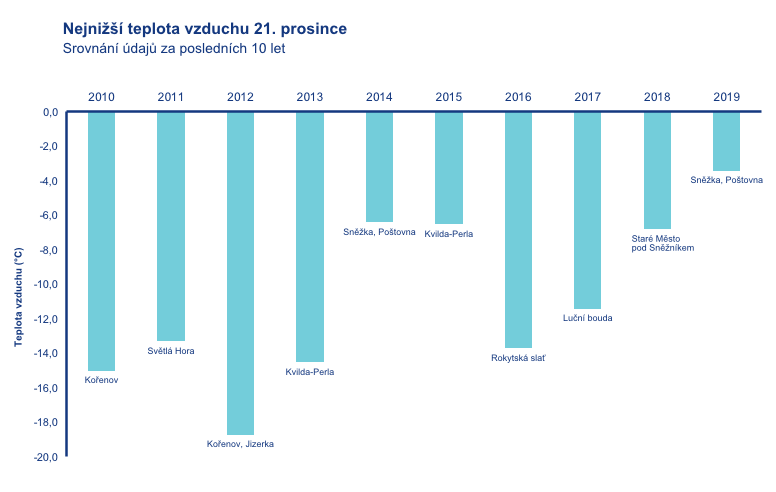 Nejnižší teplota vzduchu 21. prosince
Srovnání údajů za posledních 10 let
2010 2011 2012 2013 2014 2015 2016 2017 2018 2019
0,0
-2,0
-4,0
-6,0
-8,0
-10,0
-12,0
-14,0
-16,0
-18,0
-20,0
Teplota vzduchu (°C)
Kořenov
Světlá Hora
Kořenov, Jizerka
Kvilda-Perla
Sněžka, Poštovna
Kvilda-Perla
Rokytská slať
Luční bouda
Staré Město
pod Sněžníkem
Sněžka, Poštovna